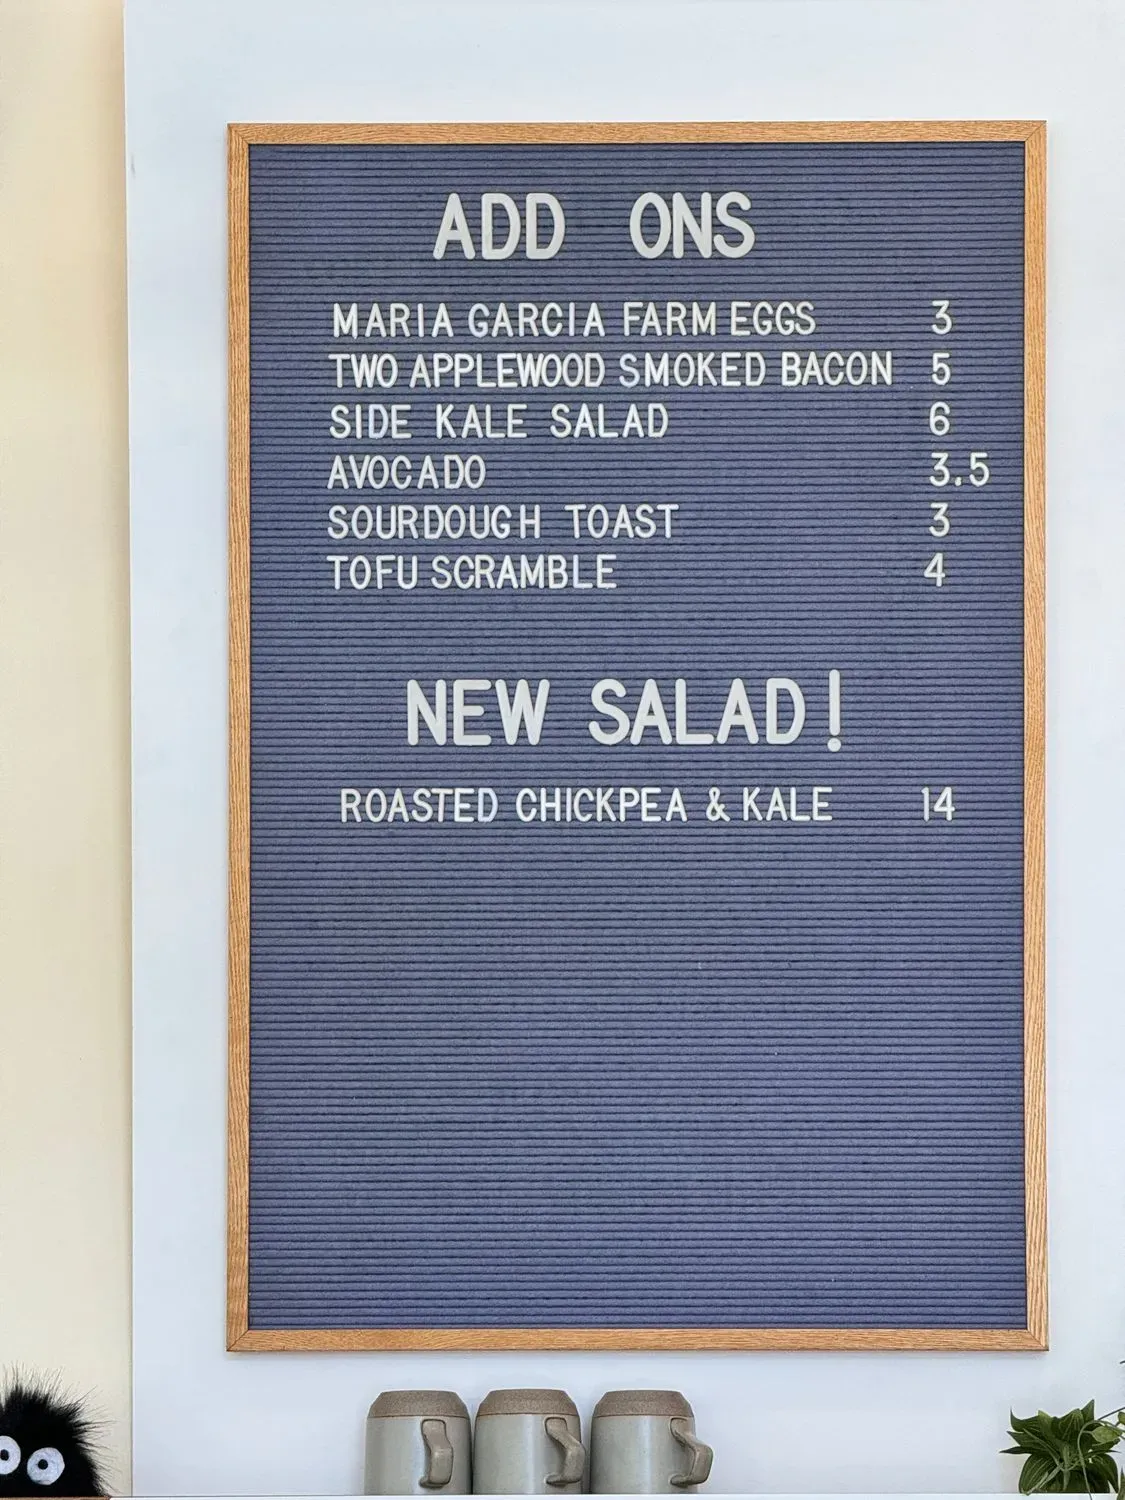 ADD ONS
MARIA GARCIA FARM EGGS 3
TWO APPLEWOOD SMOKED BACON 5
SIDE KALE SALAD 6
AVOCADO 3.5
SOURDOUGH TOAST 3
TOFU SCRAMBLE 4
NEW SALAD!
ROASTED CHICKPEA & KALE 14